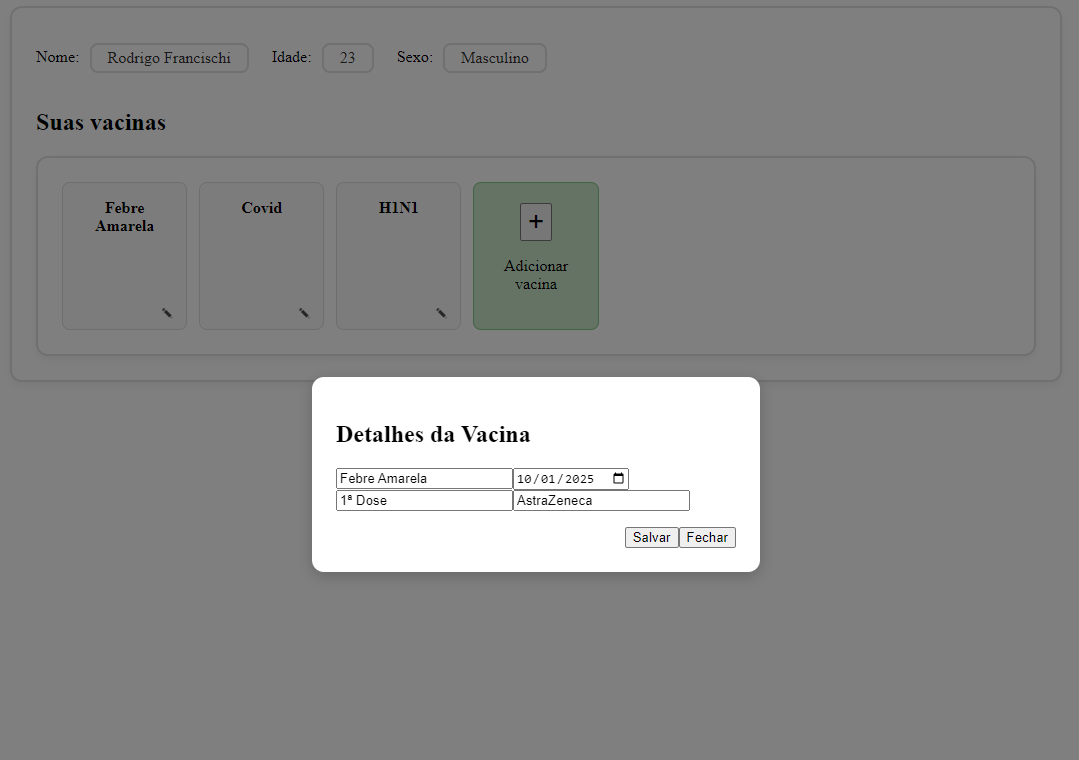 Nome: Rodrigo Francischi Idade: 23 Sexo: Masculino
Suas vacinas
Febre
Amarela
Covid
H1N1
+
Adicionar
vacina
Detalhes da Vacina
Febre Amarela 10/01/2025
1ª Dose AstraZeneca
Salvar Fechar